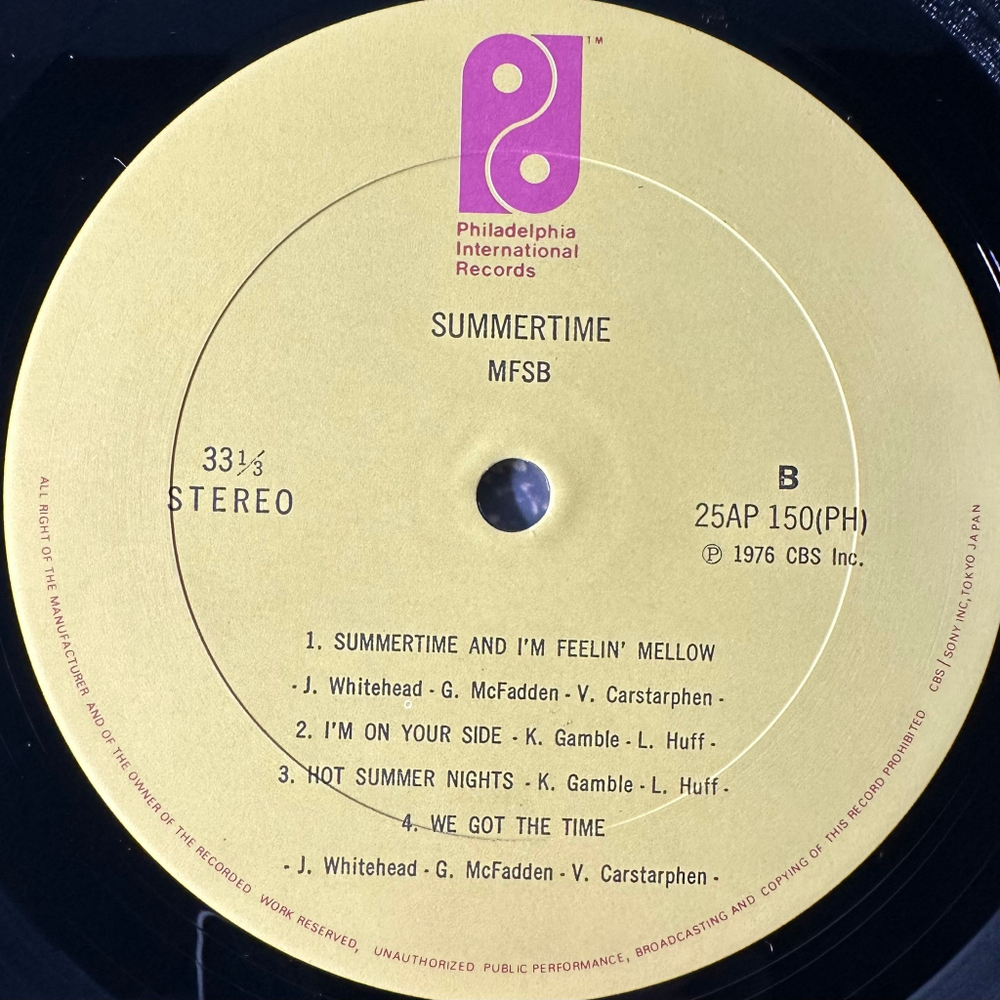 TM
Philadelphia
International
Records
SUMMERTIME
MFSB
33⅓
STEREO
B
25AP 150(PH)
Ⓟ 1976 CBS Inc.
1. SUMMERTIME AND I'M FEELIN' MELLOW
- J. Whitehead - G. McFadden - V. Carstarphen -
2. I'M ON YOUR SIDE - K. Gamble - L. Huff -
3. HOT SUMMER NIGHTS - K. Gamble - L. Huff -
4. WE GOT THE TIME
- J. Whitehead - G. McFadden - V. Carstarphen -
ALL RIGHT OF THE MANUFACTURER AND OF THE OWNER OF THE RECORDED WORK RESERVED, UNAUTHORIZED PUBLIC PERFORMANCE, BROADCASTING AND COPYING OF THIS RECORD PROHIBITED CBS/SONY INC, TOKYO JAPAN